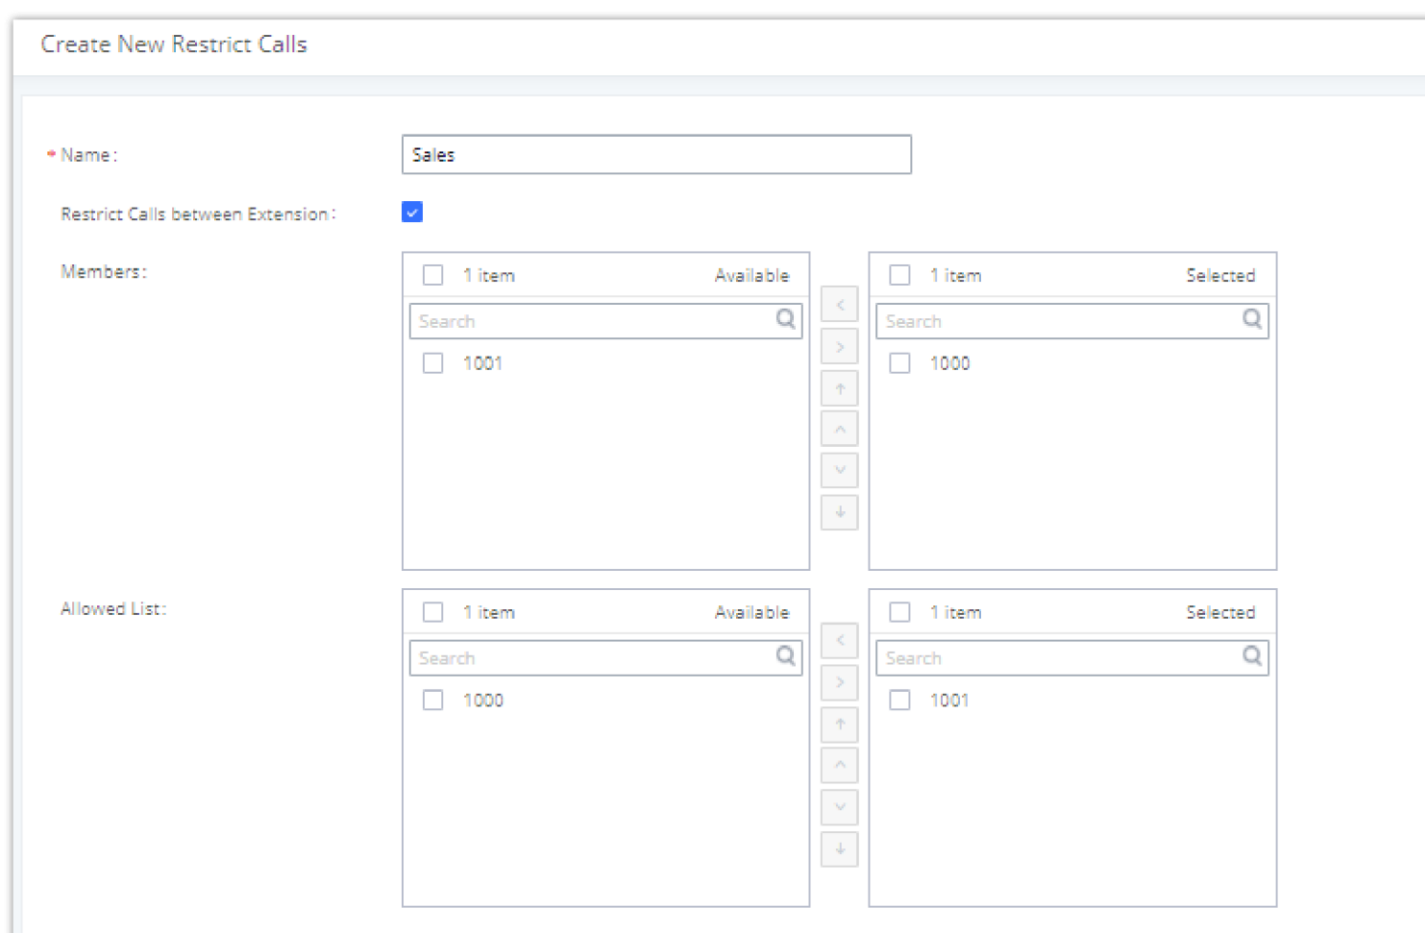 Create New Restrict Calls
Name:
Sales
Restrict Calls between Extension:
Members:
1 item Available
Search
1001
1 item Selected
Search
1000
Allowed List:
1 item Available
Search
1000
1 item Selected
Search
1001